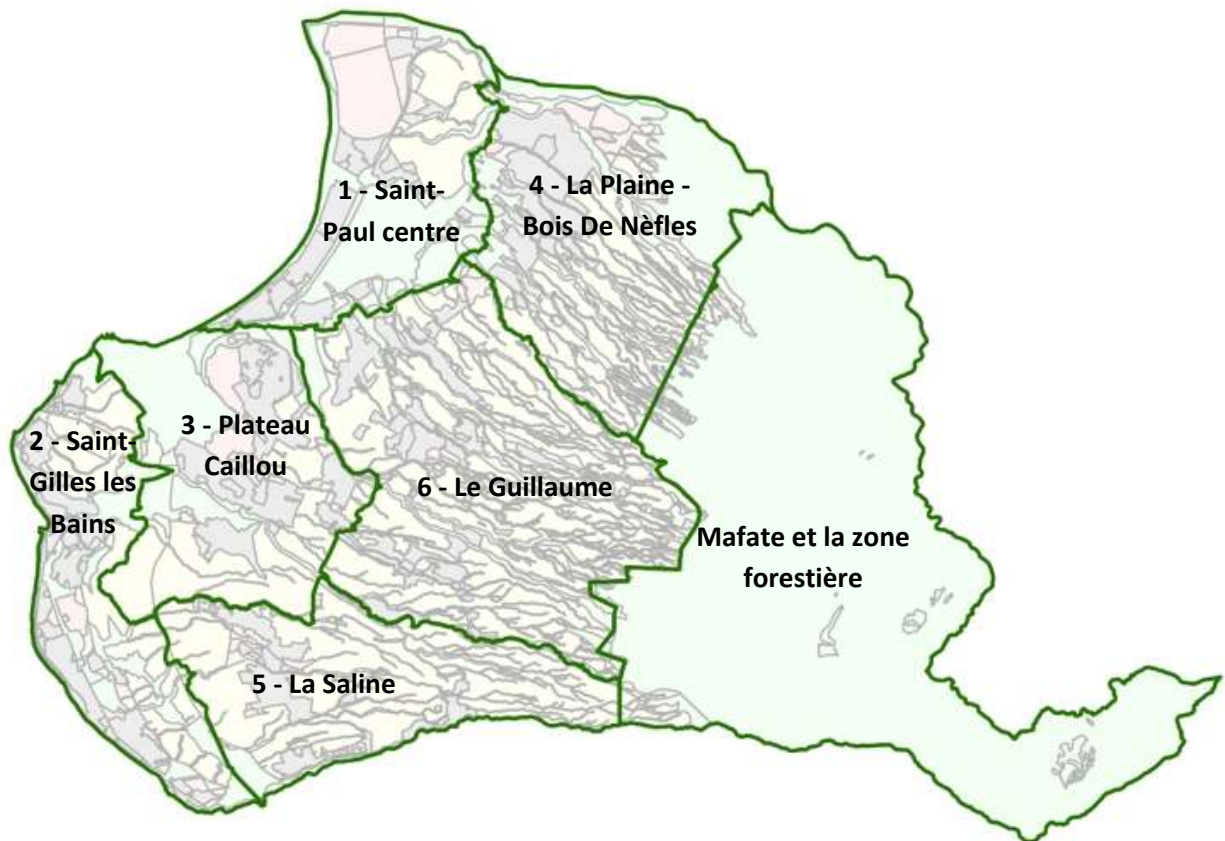 1 - Saint-
Paul centre
4 - La Plaine -
Bois De Nèfles
2 - Saint-
Gilles les
Bains
3 - Plateau
Caillou
6 - Le Guillaume
Mafate et la zone
forestière
5 - La Saline